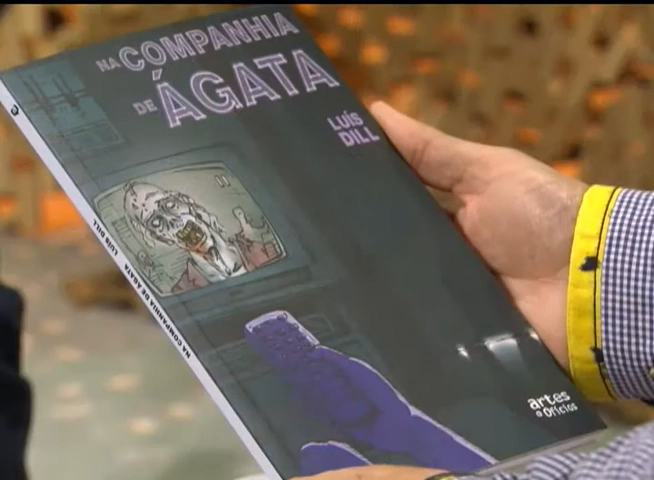 NA COMPANHIA
DE ÁGATA
LUÍS
DILL
NA COMPANHIA DE ÁGATA LUÍS DILL
artes
e Ofícios